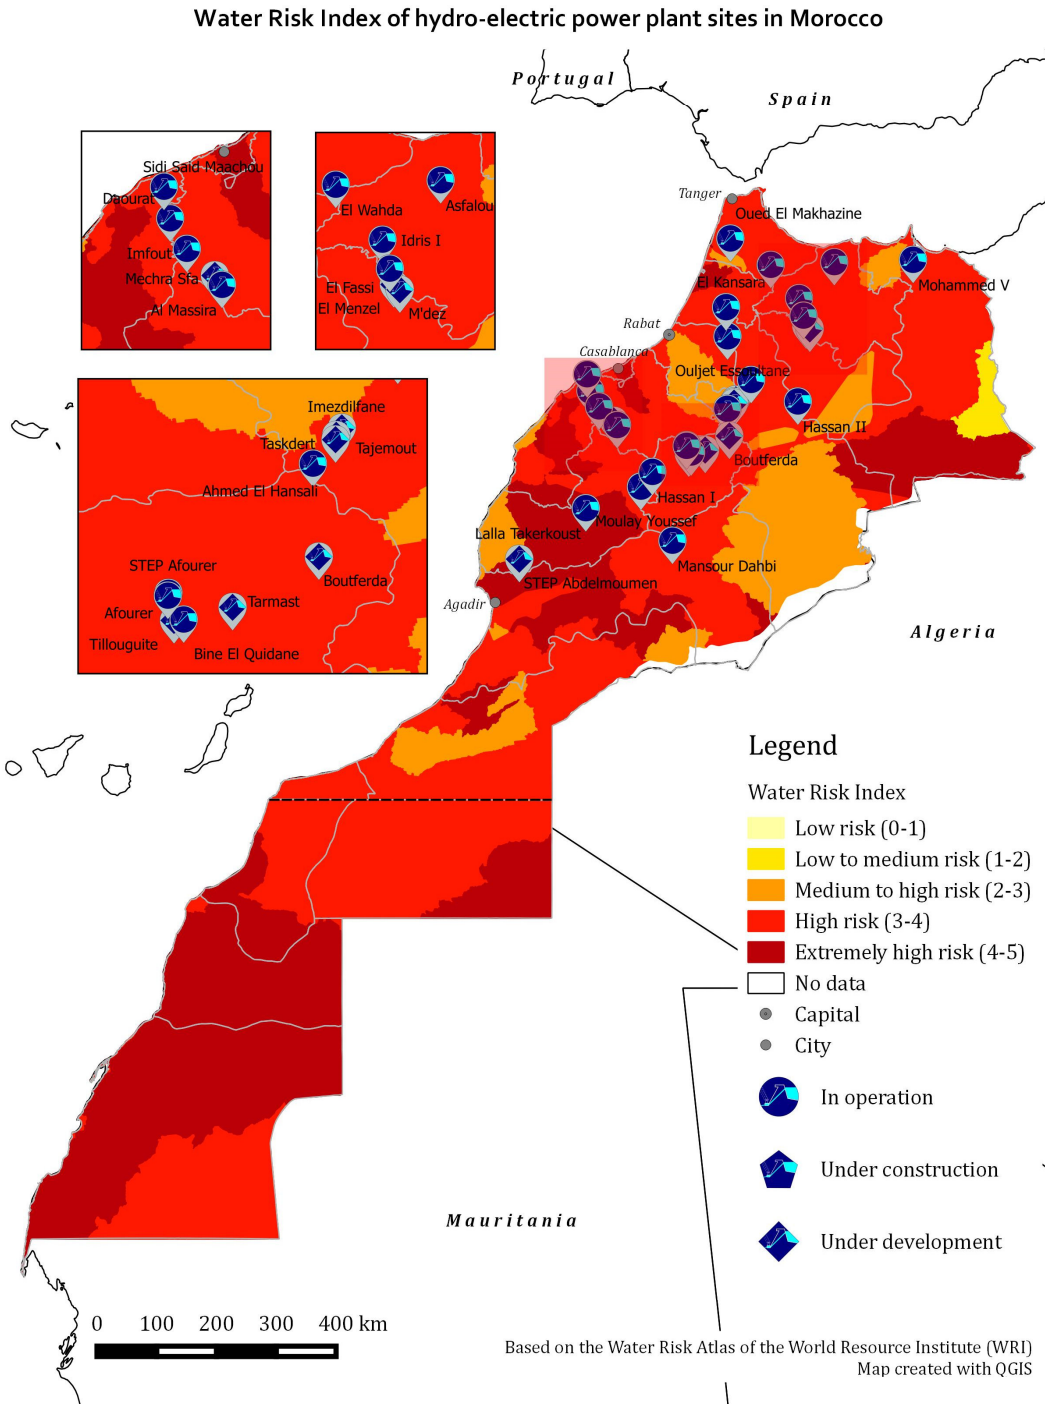 Water Risk Index of hydro-electric power plant sites in Morocco
Portugal
Spain
Sidi Said Maachou
Daourat
Imfout
Mechra Sfa
Al Massira
El Wahda
Asfalou
Idris I
El Fassi
El Menzel
M'dez
Tanger
Oued El Makhazine
El Kansara
Mohammed V
Rabat
Casablanca
Ouljet Essoultane
Hassan II
Boutferda
Hassan I
Moulay Youssef
Lalla Takerkoust
Mansour Dahbi
STEP Abdelmoumen
Agadir
Algeria
Imezdilfane
Taskdert
Tajemout
Ahmed El Hansali
STEP Afourer
Boutferda
Afourer
Tarmast
Tillouguite
Bine El Quidane
Legend
Water Risk Index
Low risk (0-1)
Low to medium risk (1-2)
Medium to high risk (2-3)
High risk (3-4)
Extremely high risk (4-5)
No data
Capital
City
In operation
Under construction
Under development
Mauritania
0 100 200 300 400 km
Based on the Water Risk Atlas of the World Resource Institute (WRI)
Map created with QGIS